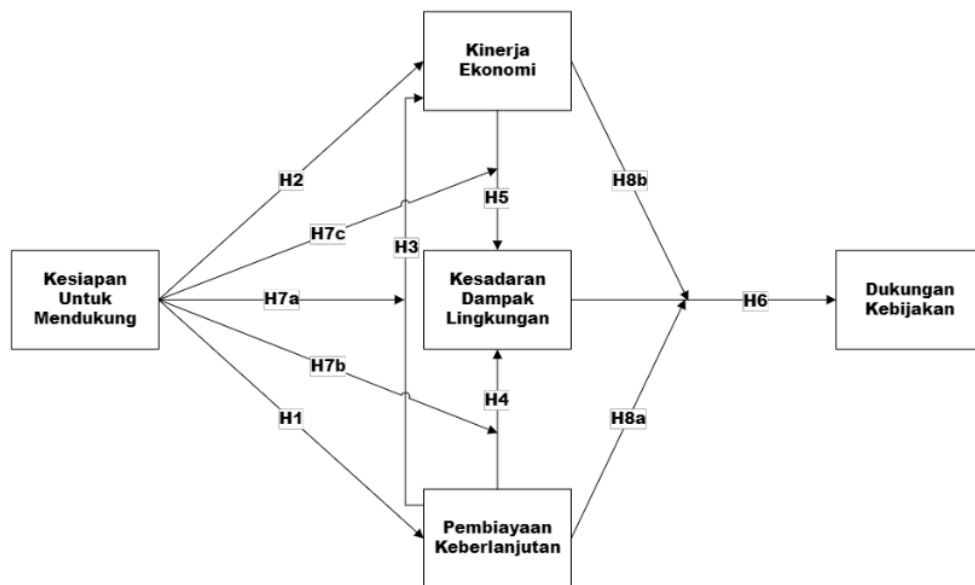 Kinerja
Ekonomi
H2
H8b
H5
H7c
H3
Kesiapan
Untuk
Mendukung
H7a
Kesadaran
Dampak
Lingkungan
H6
Dukungan
Kebijakan
H7b
H4
H1
H8a
Pembiayaan
Keberlanjutan